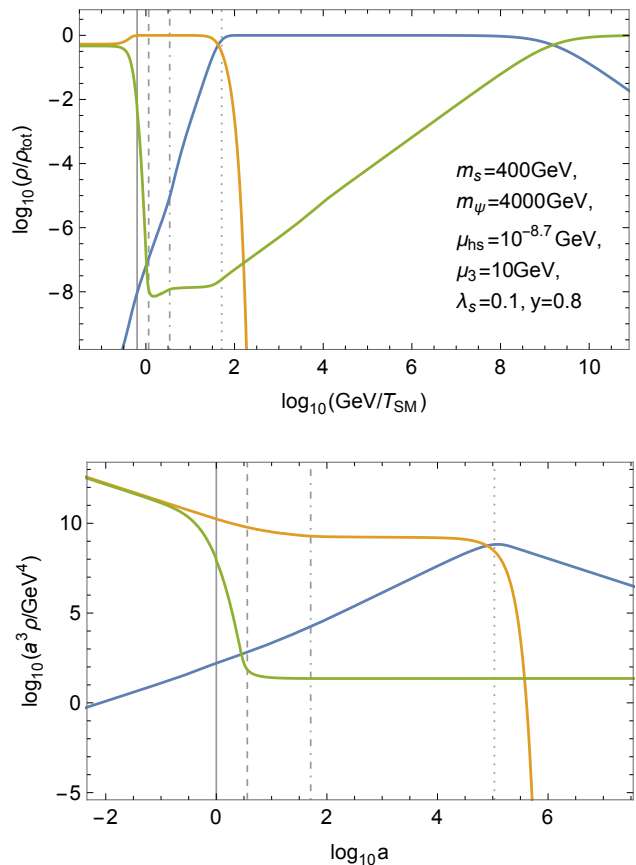 log₁₀(ρ/ρtot)
0
−2
−4
−6
−8
mₛ=400GeV,
mψ=4000GeV,
μhs=10⁻⁸·⁷GeV,
μ₃=10GeV,
λₛ=0.1, y=0.8
0 2 4 6 8 10
log₁₀(GeV/TSM)
log₁₀(a³ρ/GeV⁴)
10
5
0
−5
−2 0 2 4 6
log₁₀a